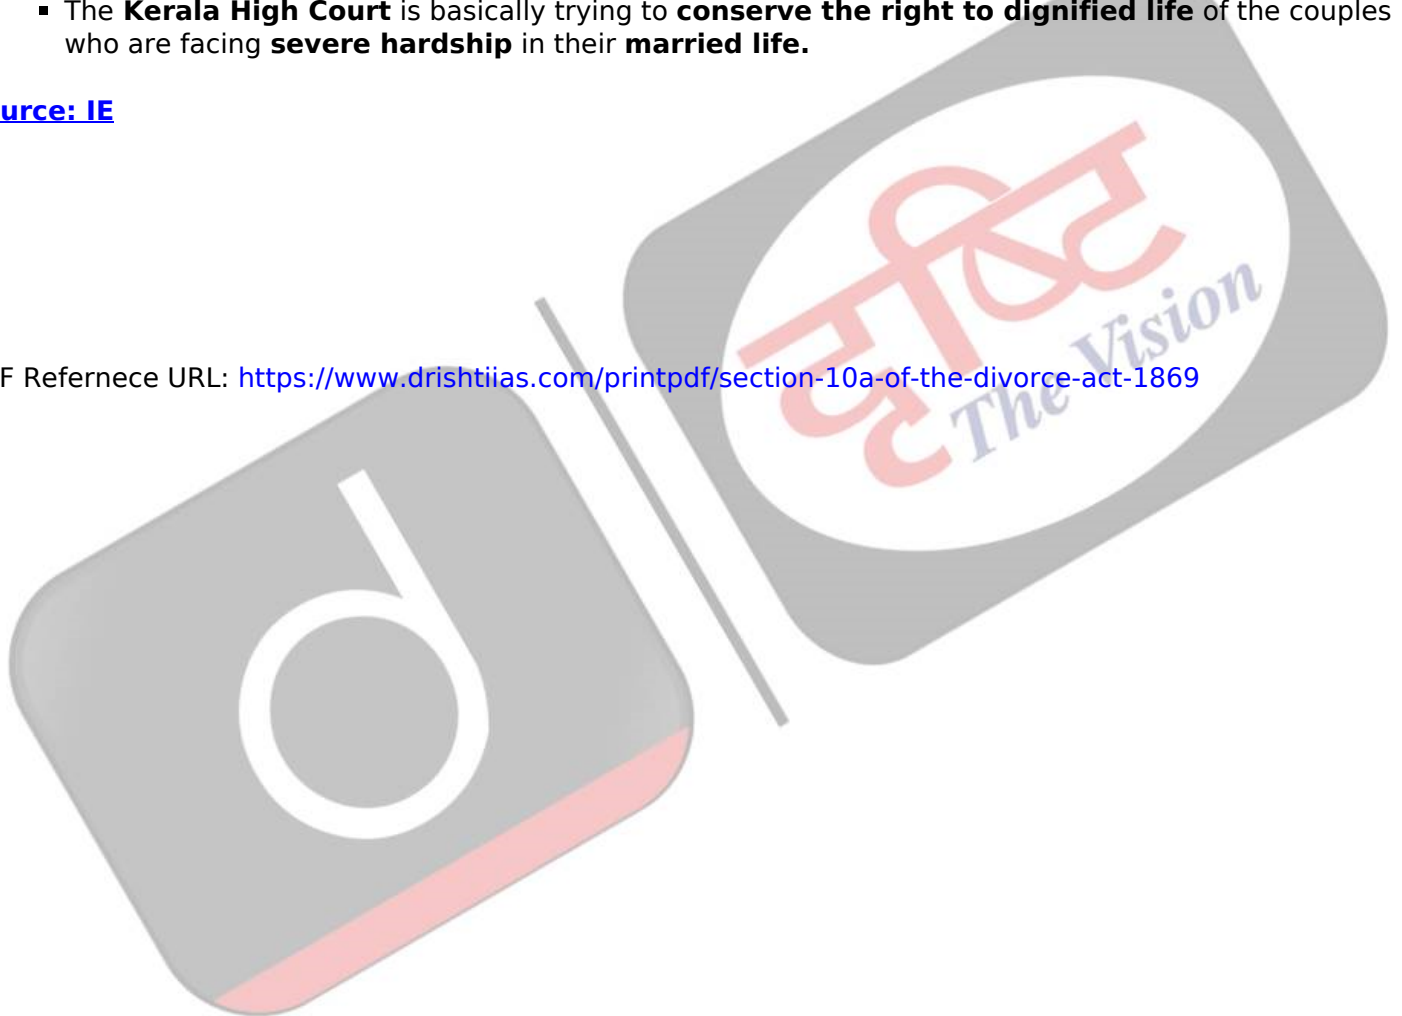 ▪ The Kerala High Court is basically trying to conserve the right to dignified life of the couples
who are facing severe hardship in their married life.
urce: IE
दृष्टि
The Vision
F Refernece URL: https://www.drishtiias.com/printpdf/section-10a-of-the-divorce-act-1869
d